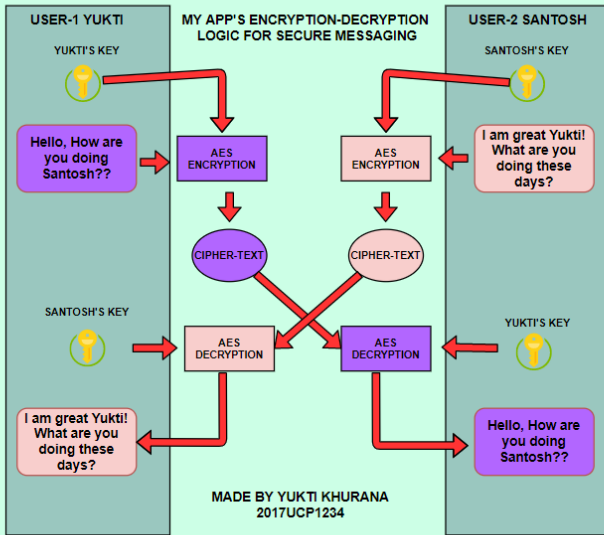 USER-1 YUKTI
MY APP'S ENCRYPTION-DECRYPTION
LOGIC FOR SECURE MESSAGING
USER-2 SANTOSH
YUKTI'S KEY
SANTOSH'S KEY
Hello, How are
you doing
Santosh??
AES
ENCRYPTION
AES
ENCRYPTION
I am great Yukti!
What are you
doing these
days?
CIPHER-TEXT
CIPHER-TEXT
SANTOSH'S KEY
YUKTI'S KEY
AES
DECRYPTION
AES
DECRYPTION
I am great Yukti!
What are you
doing these
days?
Hello, How are
you doing
Santosh??
MADE BY YUKTI KHURANA
2017UCP1234